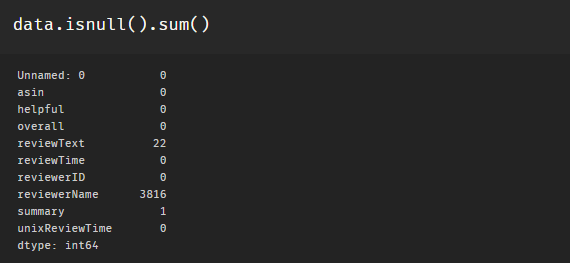 data.isnull().sum()
Unnamed: 0 0
asin 0
helpful 0
overall 0
reviewText 22
reviewTime 0
reviewerID 0
reviewerName 3816
summary 1
unixReviewTime 0
dtype: int64